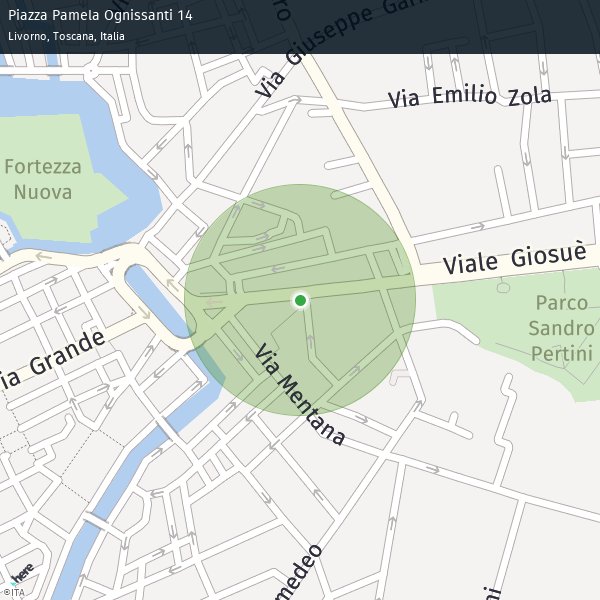 Piazza Pamela Ognissanti 14
Livorno, Toscana, Italia
Via Giuseppe Gari
Via Emilio Zola
Fortezza
Nuova
Viale Giosuè
Parco
Sandro
Pertini
ia Grande
Via Mentana
medeo
ni
ro
here
©ITA